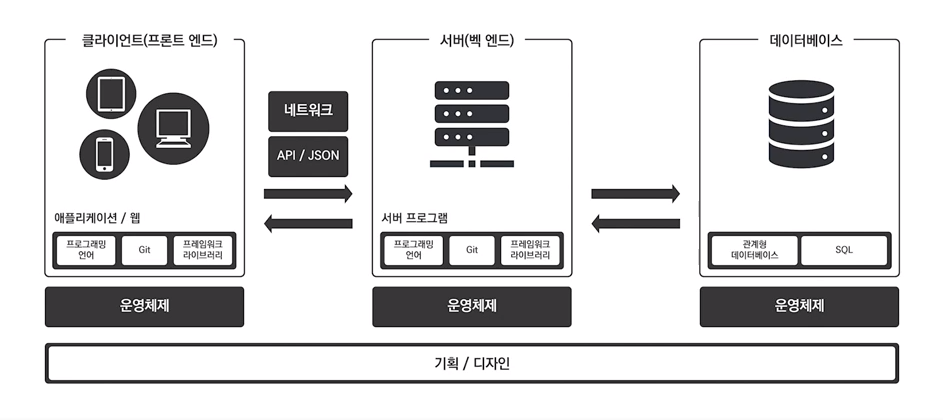 클라이언트(프론트 엔드)
애플리케이션 / 웹
프로그래밍
언어
Git
프레임워크
라이브러리
운영체제
네트워크
API / JSON
서버(벡 엔드)
서버 프로그램
프로그래밍
언어
Git
프레임워크
라이브러리
운영체제
데이터베이스
관계형
데이터베이스
SQL
운영체제
기획 / 디자인